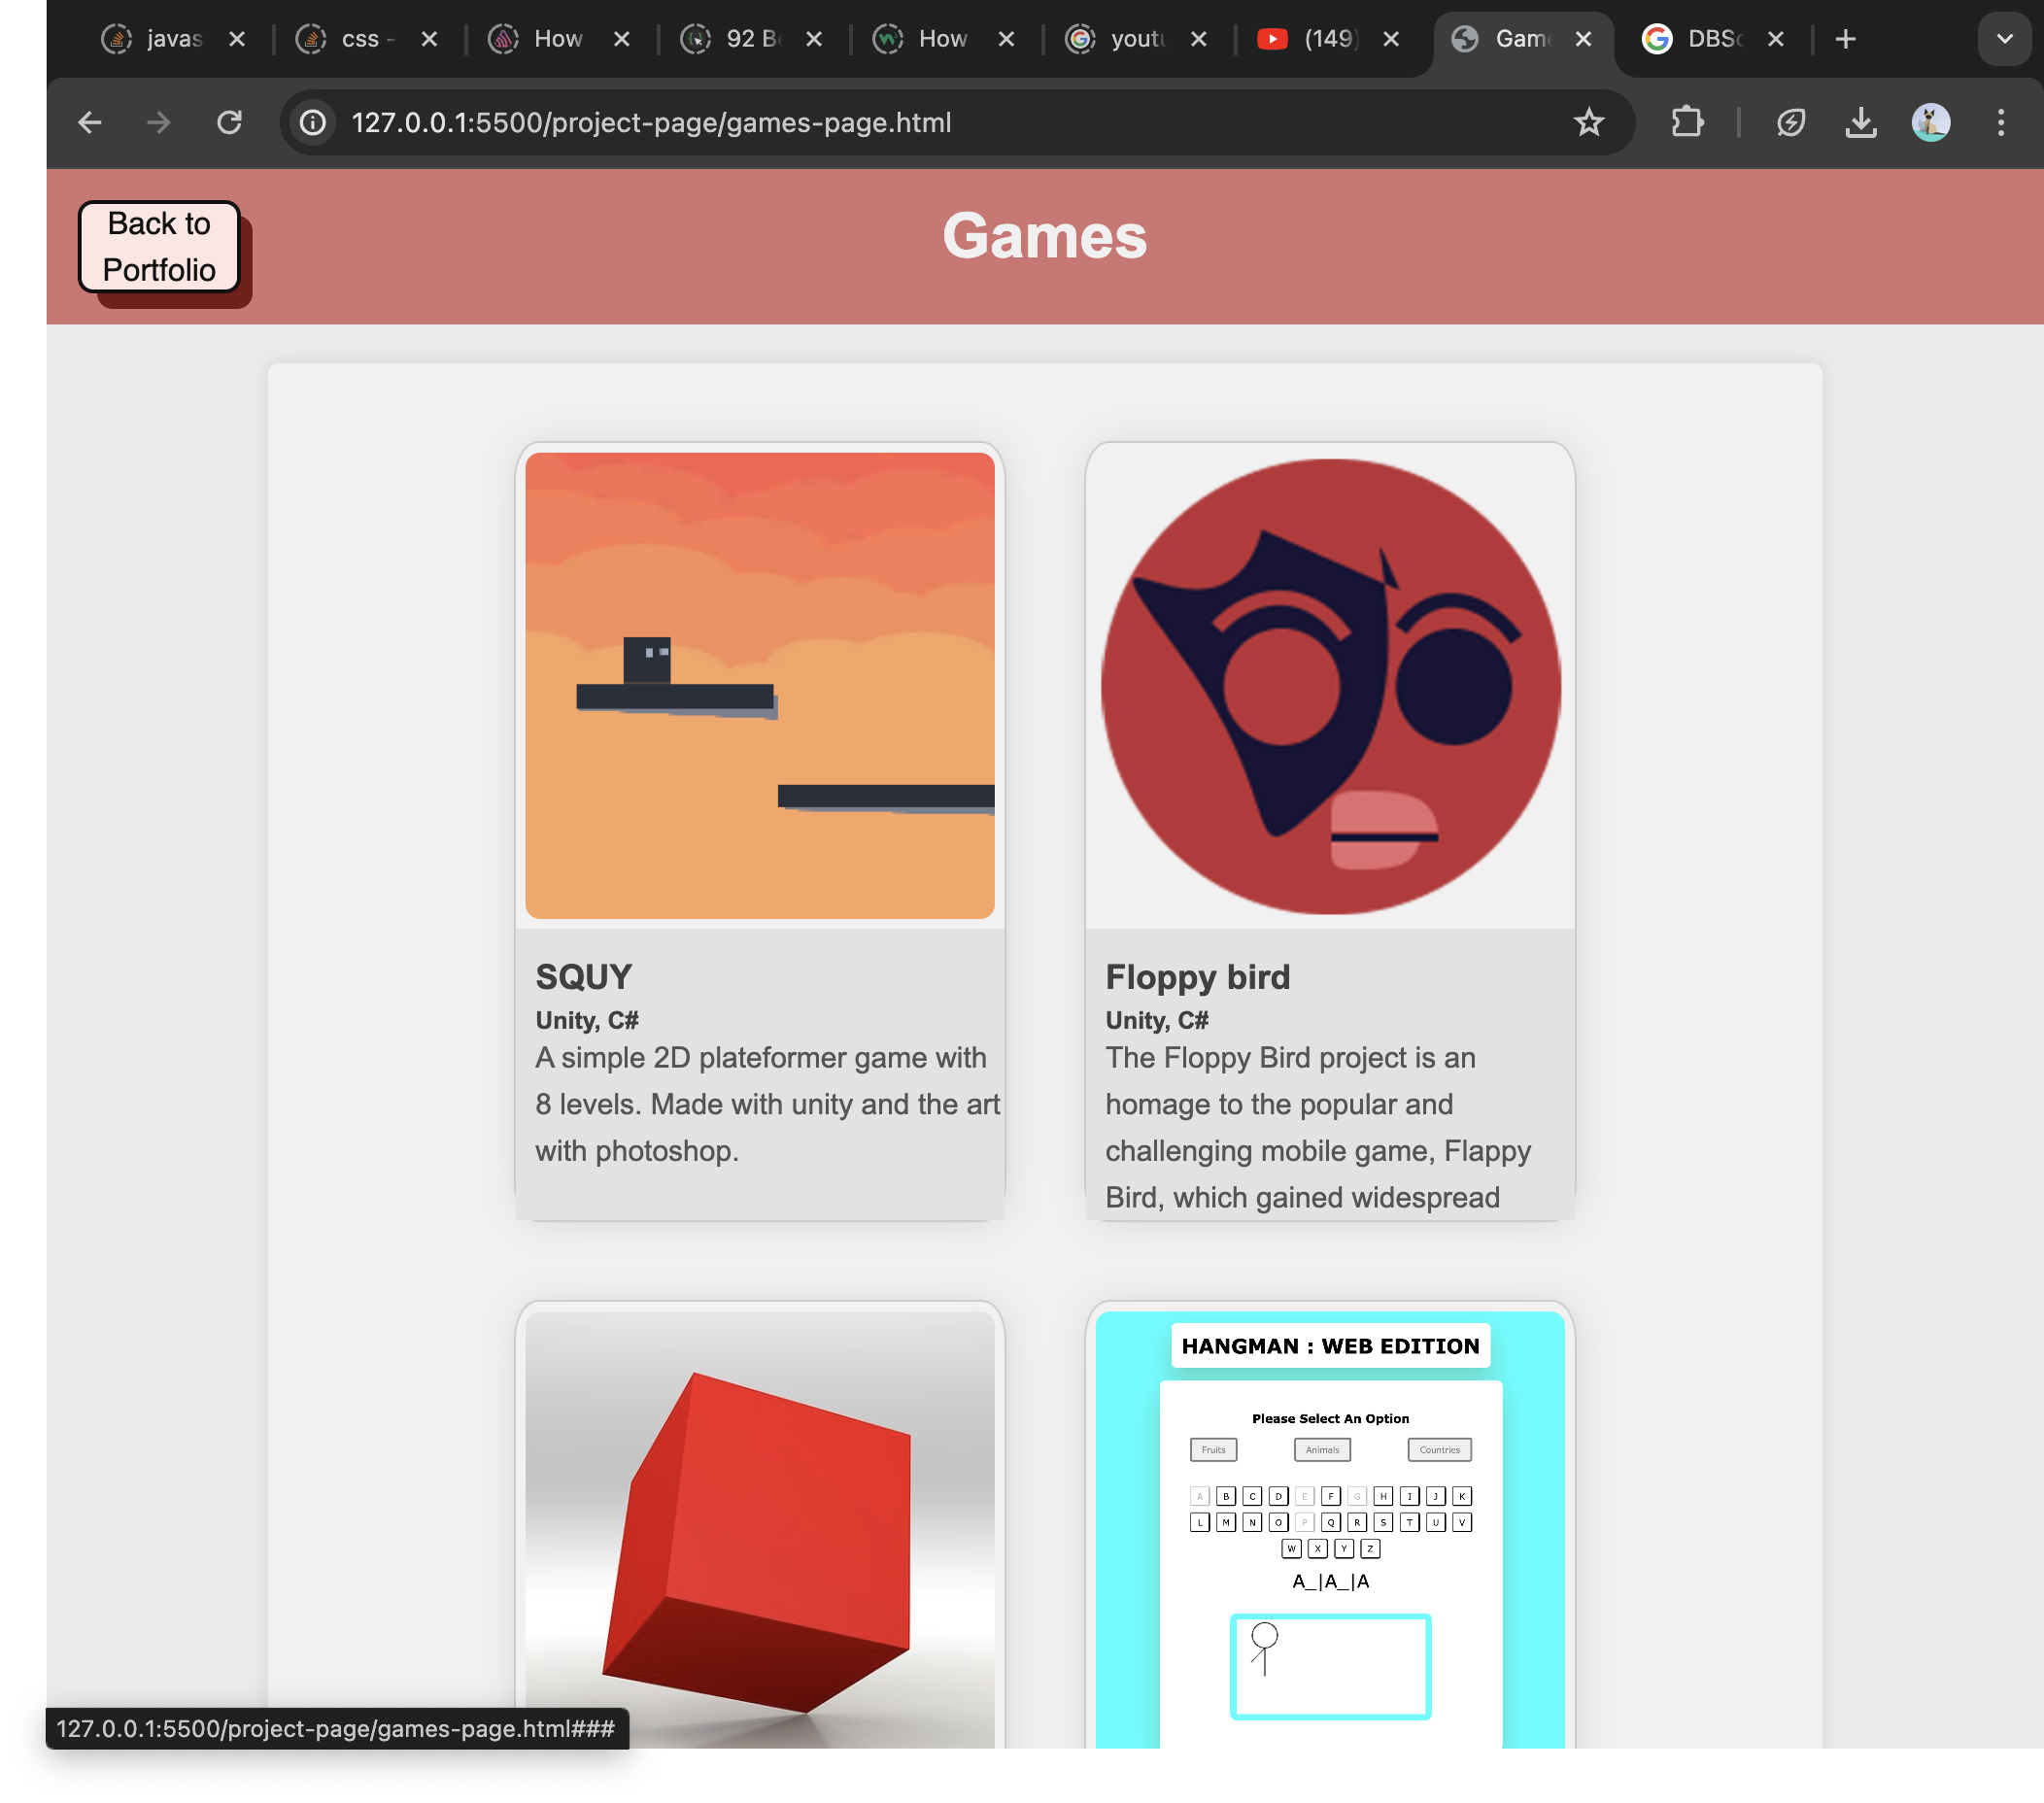 javas
css -
How
92 B
How
yout
(149)
Gam
DBS
127.0.0.1:5500/project-page/games-page.html
Back to
Portfolio
Games
SQUY
Unity, C#
A simple 2D plateformer game with
8 levels. Made with unity and the art
with photoshop.
Floppy bird
Unity, C#
The Floppy Bird project is an
homage to the popular and
challenging mobile game, Flappy
Bird, which gained widespread
HANGMAN : WEB EDITION
Please Select An Option
Fruits
Animals
Countries
A B C D E F G H I J K
L M N O P Q R S T U V
W X Y Z
A_|A_|A
127.0.0.1:5500/project-page/games-page.html###